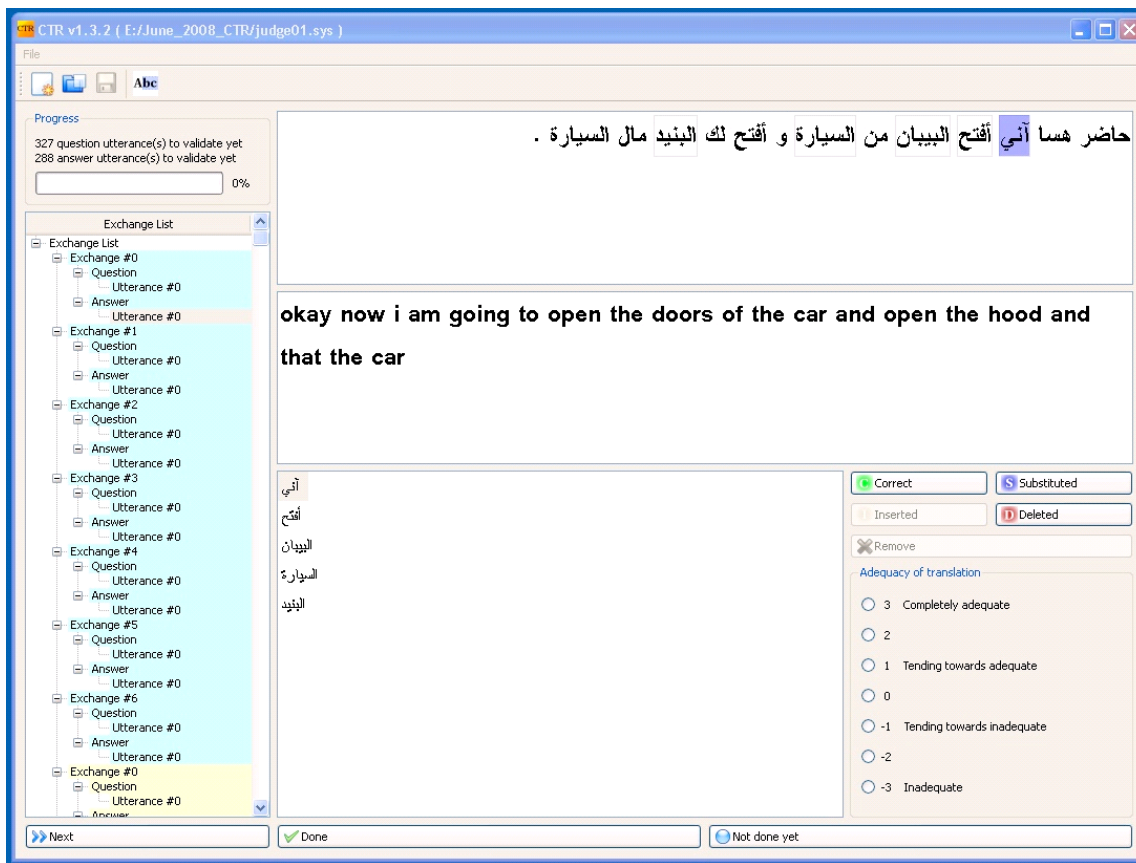 CTR CTR v1.3.2 ( E:/June_2008_CTR/judge01.sys )
File
Abc
Progress
327 question utterance(s) to validate yet
288 answer utterance(s) to validate yet
0%
Exchange List
Exchange List
Exchange #0
Question
Utterance #0
Answer
Utterance #0
Exchange #1
Question
Utterance #0
Answer
Utterance #0
Exchange #2
Question
Utterance #0
Answer
Utterance #0
Exchange #3
Question
Utterance #0
Answer
Utterance #0
Exchange #4
Question
Utterance #0
Answer
Utterance #0
Exchange #5
Question
Utterance #0
Answer
Utterance #0
Exchange #6
Question
Utterance #0
Answer
Utterance #0
Exchange #0
Question
Utterance #0
Answer
حاضر هسا آني أفتح البيبان من السيارة و أفتح لك البنيد مال السيارة .
okay now i am going to open the doors of the car and open the hood and
that the car
آني
أفتح
البيبان
السيارة
البنيد
C Correct
S Substituted
I Inserted
D Deleted
Remove
Adequacy of translation
3 Completely adequate
2
1 Tending towards adequate
0
-1 Tending towards inadequate
-2
-3 Inadequate
Next
Done
Not done yet